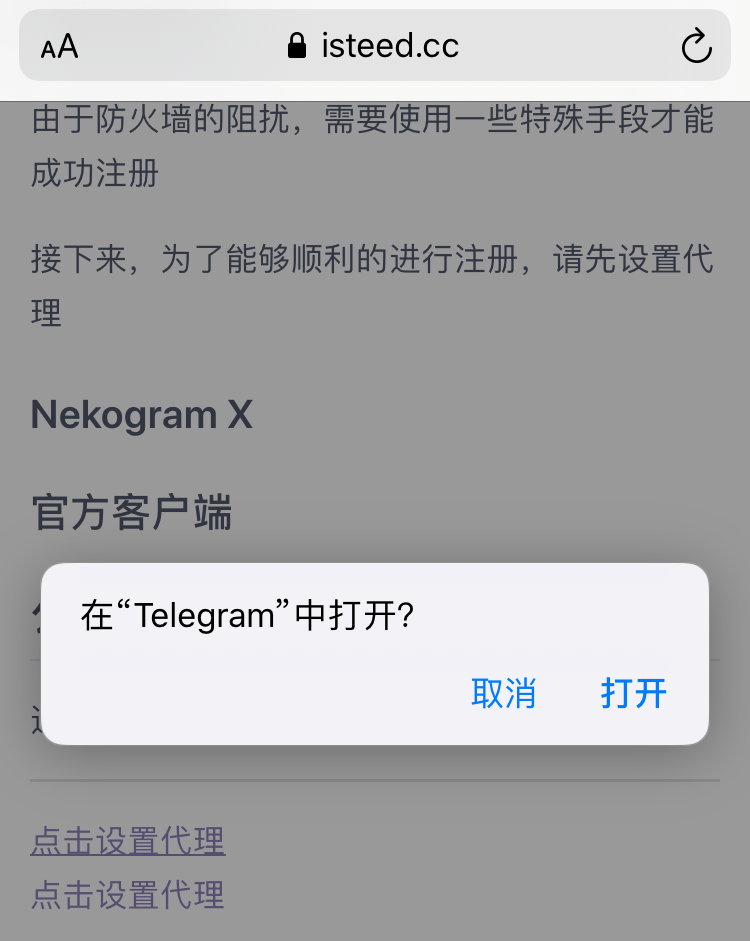 AA
isteed.cc
由于防火墙的阻扰，需要使用一些特殊手段才能
成功注册
接下来，为了能够顺利的进行注册，请先设置代
理
Nekogram X
官方客户端
在“Telegram”中打开?
取消
打开
点击设置代理
点击设置代理